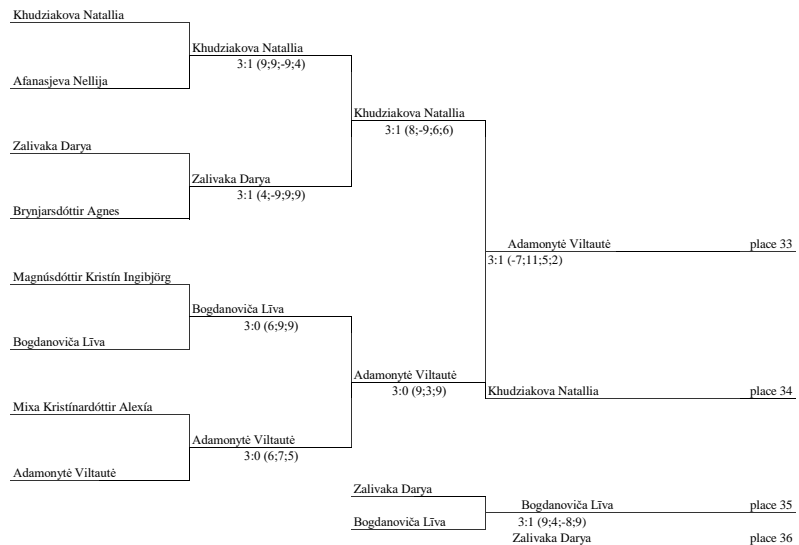 Khudziakova Natallia
Khudziakova Natallia
3:1 (9;9;-9;4)
Afanasjeva Nellija
Khudziakova Natallia
3:1 (8;-9;6;6)
Zalivaka Darya
Zalivaka Darya
3:1 (4;-9;9;9)
Brynjarsdóttir Agnes
Adamonytė Viltautė place 33
3:1 (-7;11;5;2)
Magnúsdóttir Kristín Ingibjörg
Bogdanoviča Līva
3:0 (6;9;9)
Bogdanoviča Līva
Adamonytė Viltautė
3:0 (9;3;9)
Khudziakova Natallia place 34
Mixa Kristínardóttir Alexía
Adamonytė Viltautė
3:0 (6;7;5)
Adamonytė Viltautė
Zalivaka Darya
Bogdanoviča Līva place 35
Bogdanoviča Līva
3:1 (9;4;-8;9)
Zalivaka Darya place 36